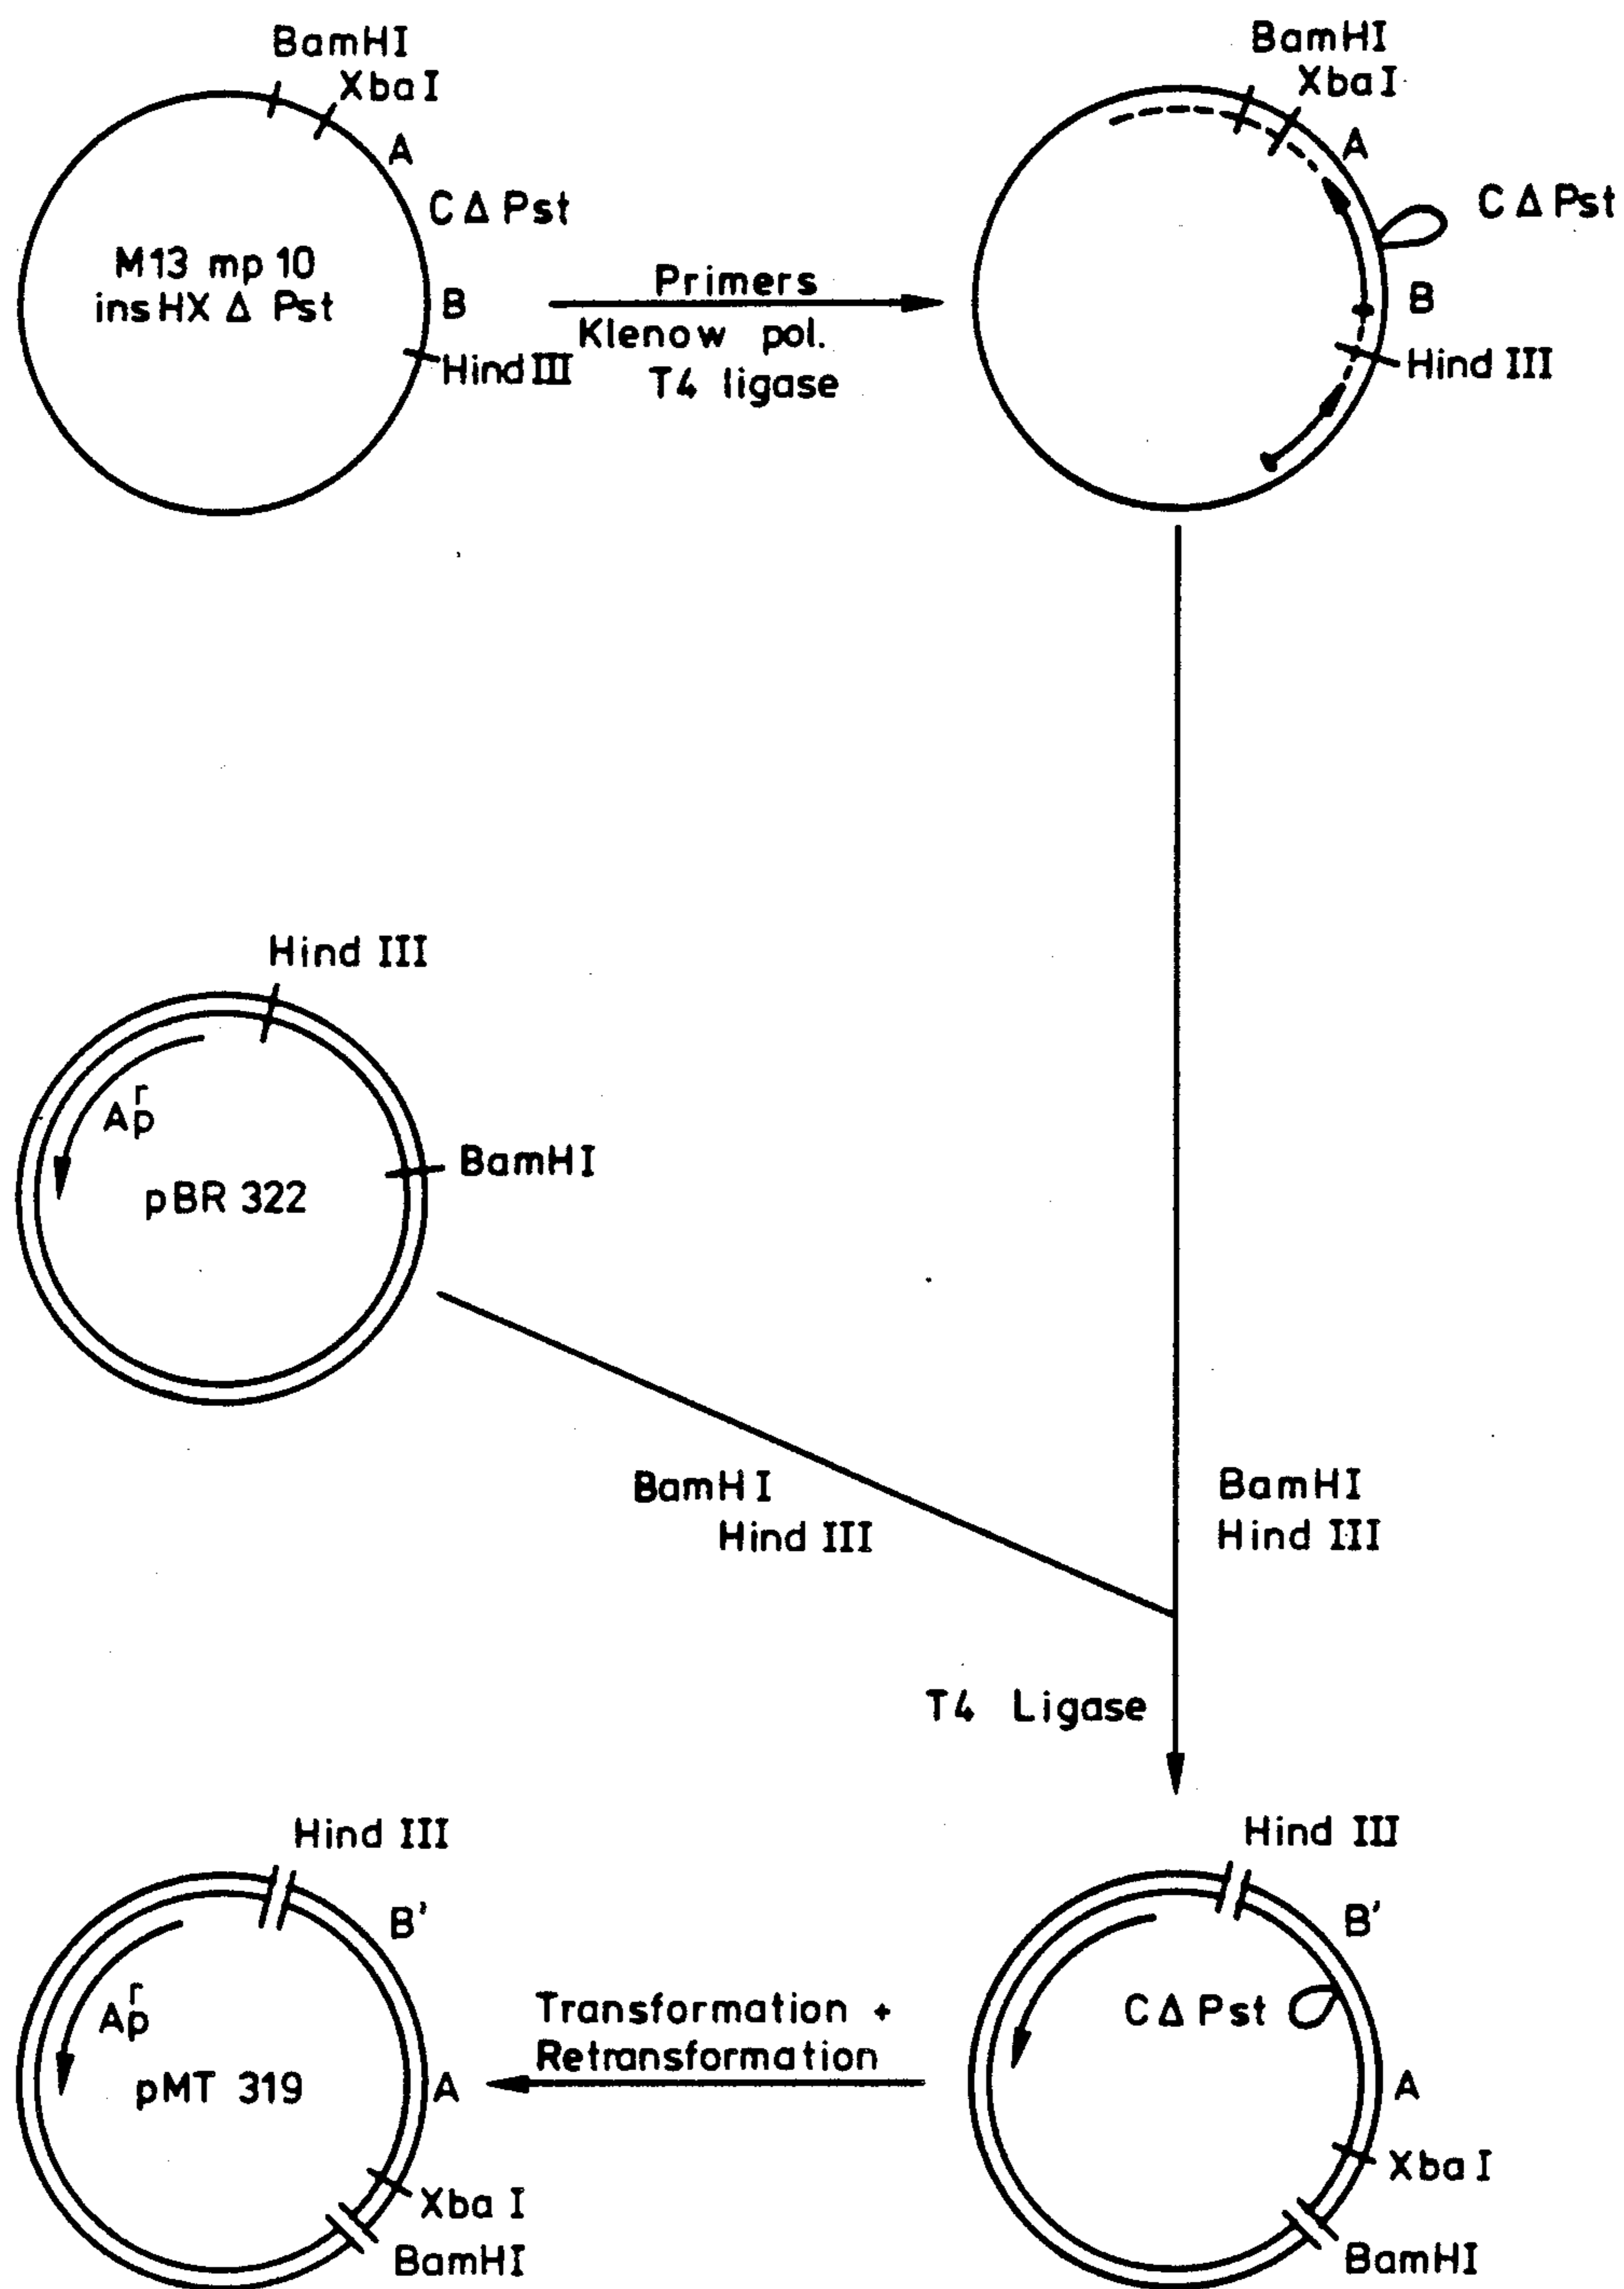 BamHI
XbaI
A
C Δ Pst
M13 mp 10
ins HX Δ Pst
B
Hind III
Primers
Klenow pol.
T4 ligase
BamHI
XbaI
A
C Δ Pst
B
Hind III
Hind III
Ap r
BamHI
pBR 322
BamHI
Hind III
BamHI
Hind III
T4 Ligase
Hind III
B'
Ap r
pMT 319
A
Xba I
BamHI
Transformation +
Retransformation
Hind III
B'
C Δ Pst
A
Xba I
BamHI